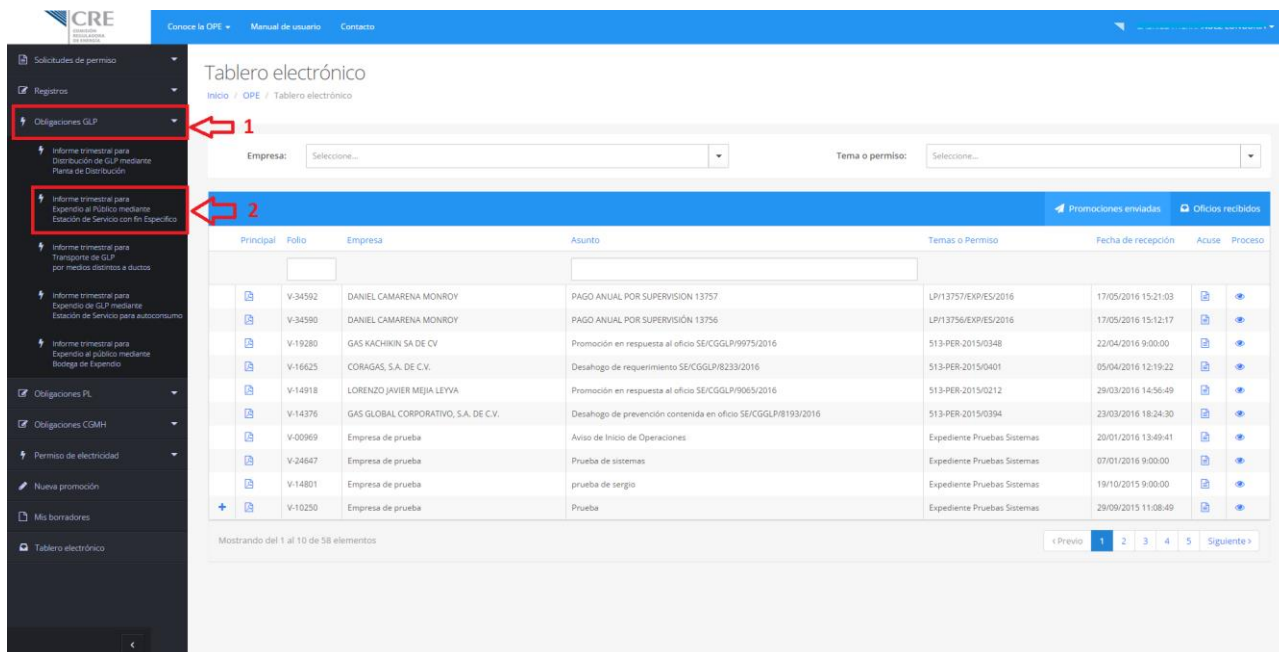 CRE
COMISIÓN
REGULADORA
DE ENERGÍA
Conoce la OPE Manual de usuario Contacto
Solicitudes de permiso
Registros
Obligaciones GLP
1
Informe trimestral para
Distribución de GLP mediante
Planta de Distribución
Informe trimestral para
Expendio al Público mediante
Estación de Servicio con fin Específico
2
Informe trimestral para
Transporte de GLP
por medios distintos a ductos
Informe trimestral para
Expendio de GLP mediante
Estación de Servicio para autoconsumo
Informe trimestral para
Expendio al público mediante
Bodega de Expendio
Obligaciones PL
Obligaciones CGMH
Permiso de electricidad
Nueva promoción
Mis borradores
Tablero electrónico
Tablero electrónico
Inicio / OPE / Tablero electrónico
Empresa: Seleccione... Tema o permiso: Seleccione...
Promociones enviadas Oficios recibidos
Principal Folio Empresa Asunto Temas o Permiso Fecha de recepción Acuse Proceso
V-34592 DANIEL CAMARENA MONROY PAGO ANUAL POR SUPERVISION 13757. LP/13757/EXP/ES/2016 17/05/2016 15:21:03
V-34590 DANIEL CAMARENA MONROY PAGO ANUAL POR SUPERVISIÓN 13756 LP/13756/EXP/ES/2016 17/05/2016 15:12:17
V-19280 GAS KACHIKIN SA DE CV Promoción en respuesta al oficio SE/CGGLP/9975/2016 513-PER-2015/0348 22/04/2016 9:00:00
V-16625 CORAGAS, S.A. DE C.V. Desahogo de requerimiento SE/CGGLP/8233/2016 513-PER-2015/0401 05/04/2016 12:19:22
V-14918 LORENZO JAVIER MEJIA LEYVA Promoción en respuesta al oficio SE/CGGLP/9065/2016 513-PER-2015/0212 29/03/2016 14:56:49
V-14376 GAS GLOBAL CORPORATIVO, S.A. DE C.V. Desahogo de prevención contenida en oficio SE/CGGLP/8193/2016 513-PER-2015/0394 23/03/2016 18:24:30
V-00969 Empresa de prueba Aviso de Inicio de Operaciones Expediente Pruebas Sistemas 20/01/2016 13:49:41
V-24647 Empresa de prueba Prueba de sistemas Expediente Pruebas Sistemas 07/01/2016 9:00:00
V-14801 Empresa de prueba prueba de sergio Expediente Pruebas Sistemas 19/10/2015 9:00:00
V-10250 Empresa de prueba Prueba Expediente Pruebas Sistemas 29/09/2015 11:08:49
Mostrando del 1 al 10 de 58 elementos
‹ Previo 1 2 3 4 5 Siguiente ›